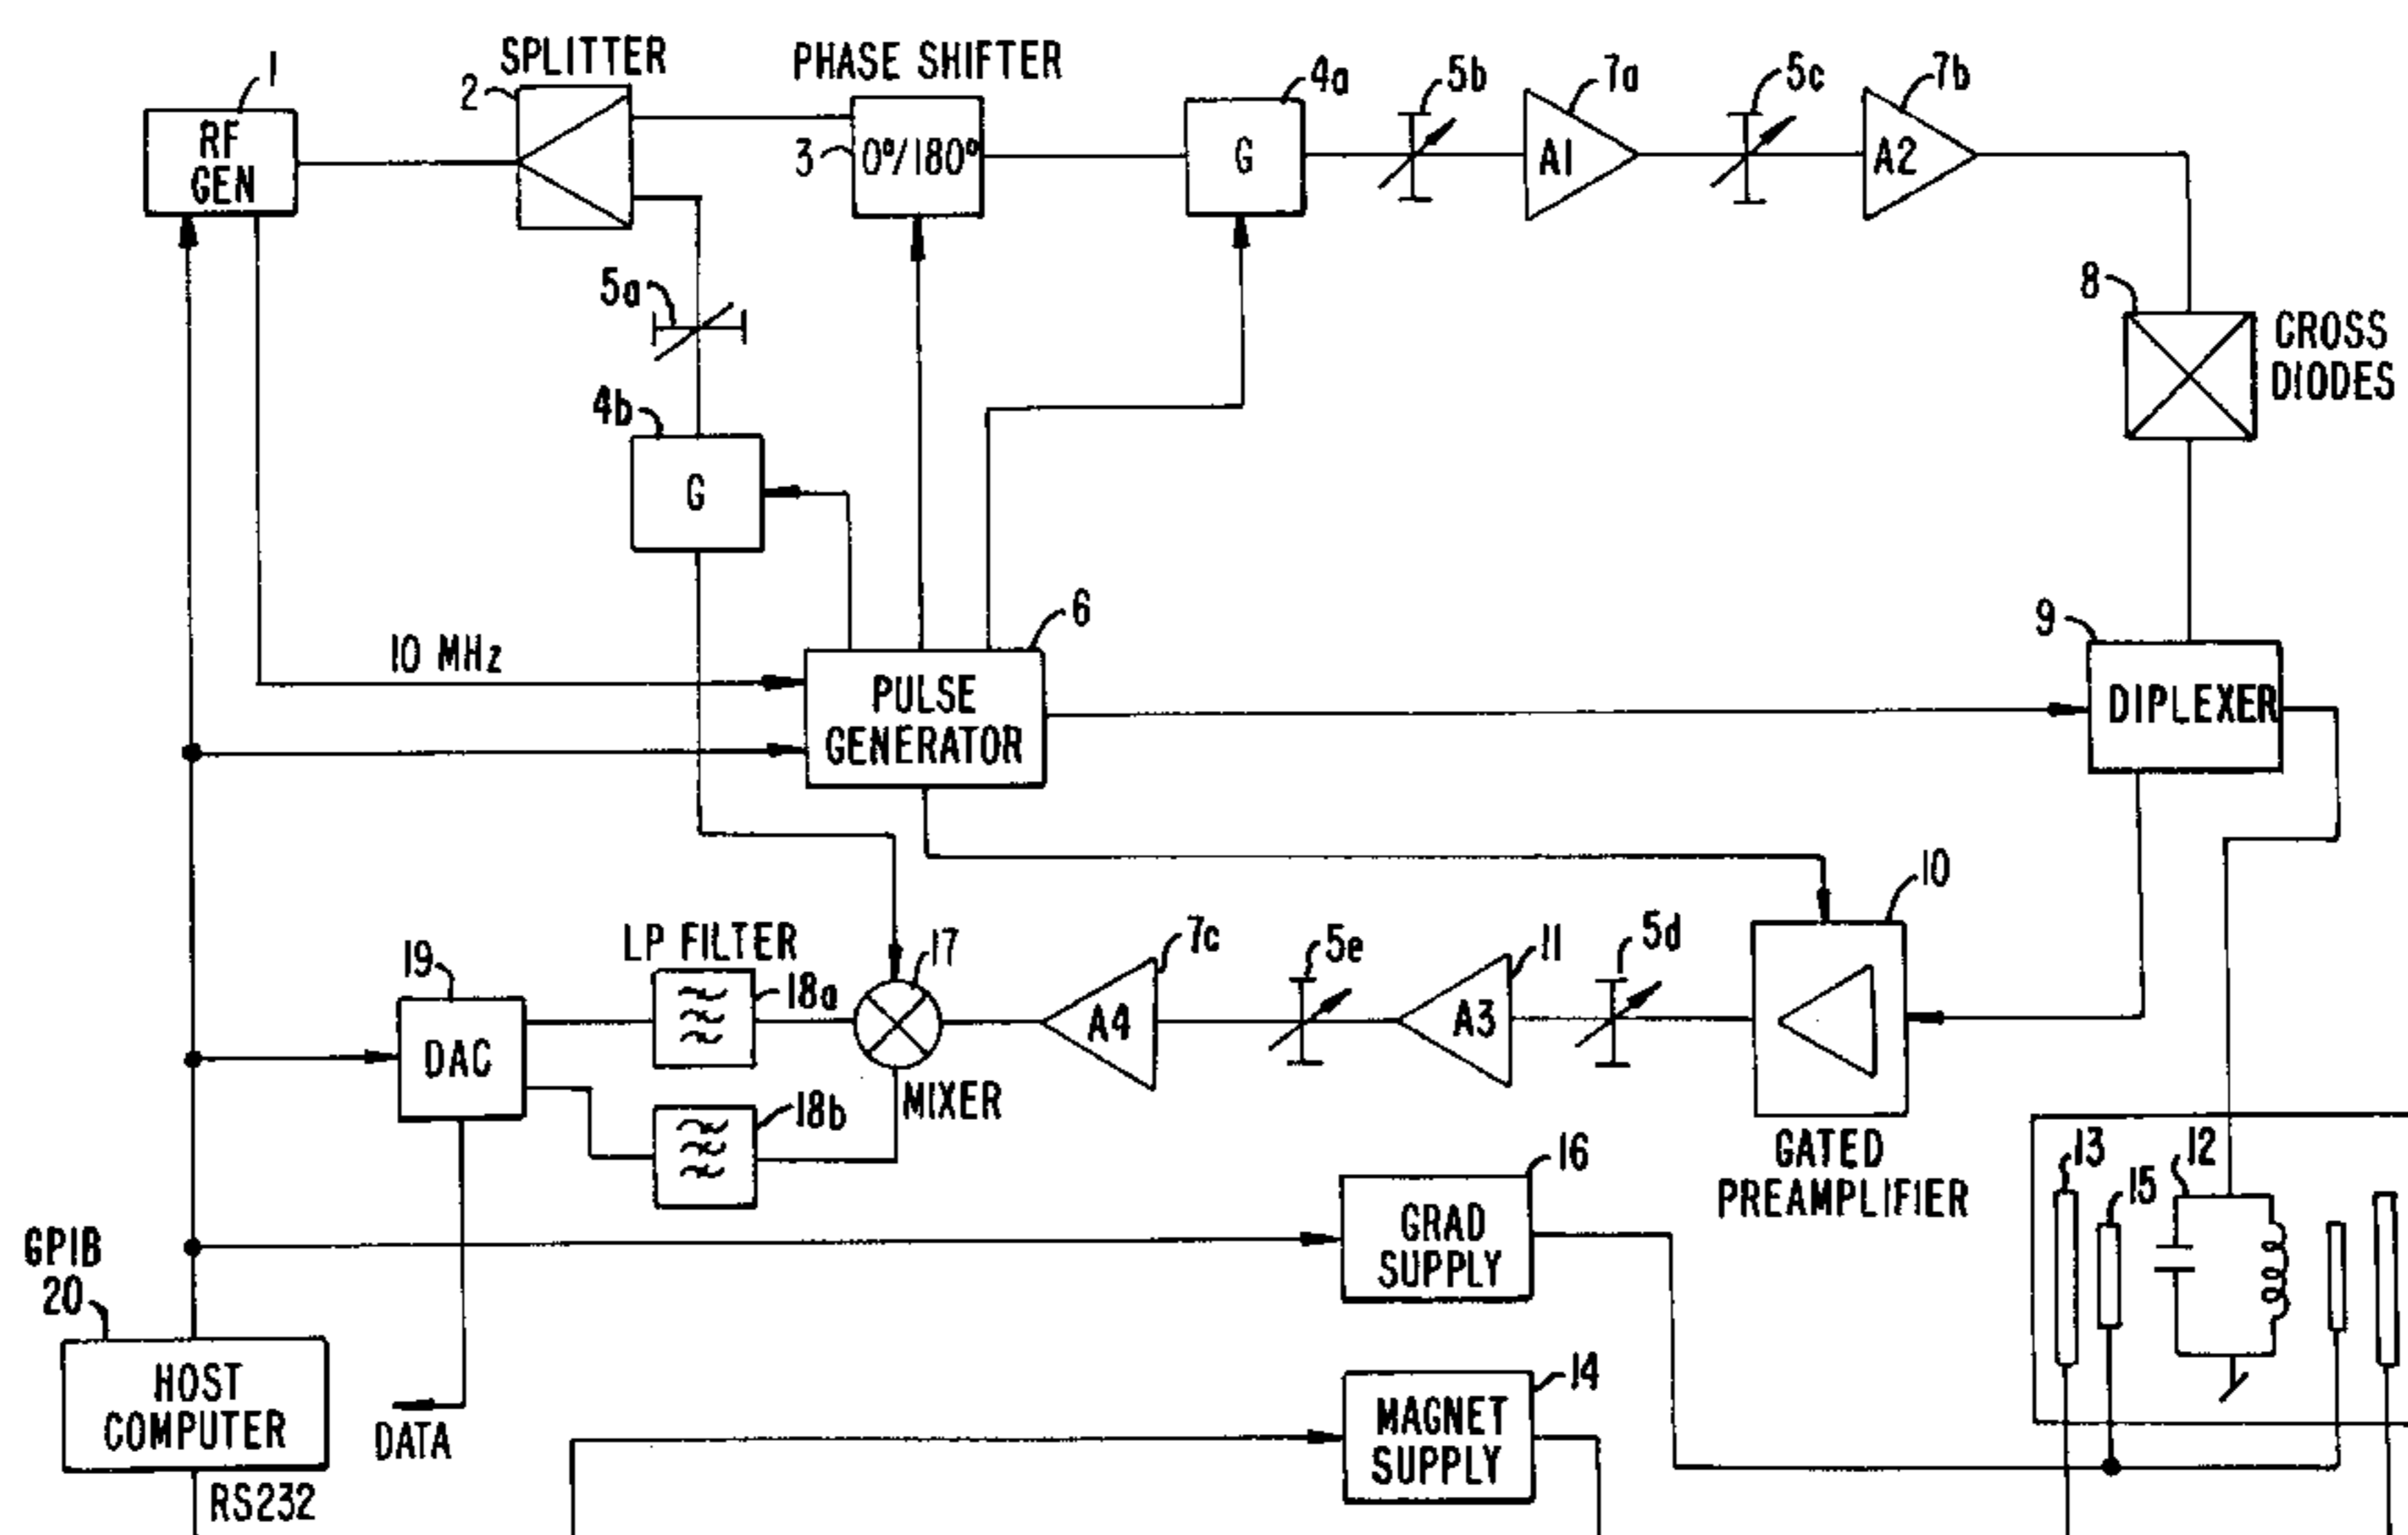 SPLITTER
PHASE SHIFTER
1
2
3
4a
5b
7a
5c
7b
RF
GEN
0°/180°
G
A1
A2
5a
8
CROSS
DIODES
4b
G
6
9
10 MHz
PULSE
GENERATOR
DIPLEXER
10
LP FILTER
19
18a
17
7c
5e
11
5d
DAC
A4
A3
MIXER
18b
GATED
PREAMPLIFIER
16
13
15
12
GPIB
20
GRAD
SUPPLY
HOST
COMPUTER
DATA
14
MAGNET
SUPPLY
RS232